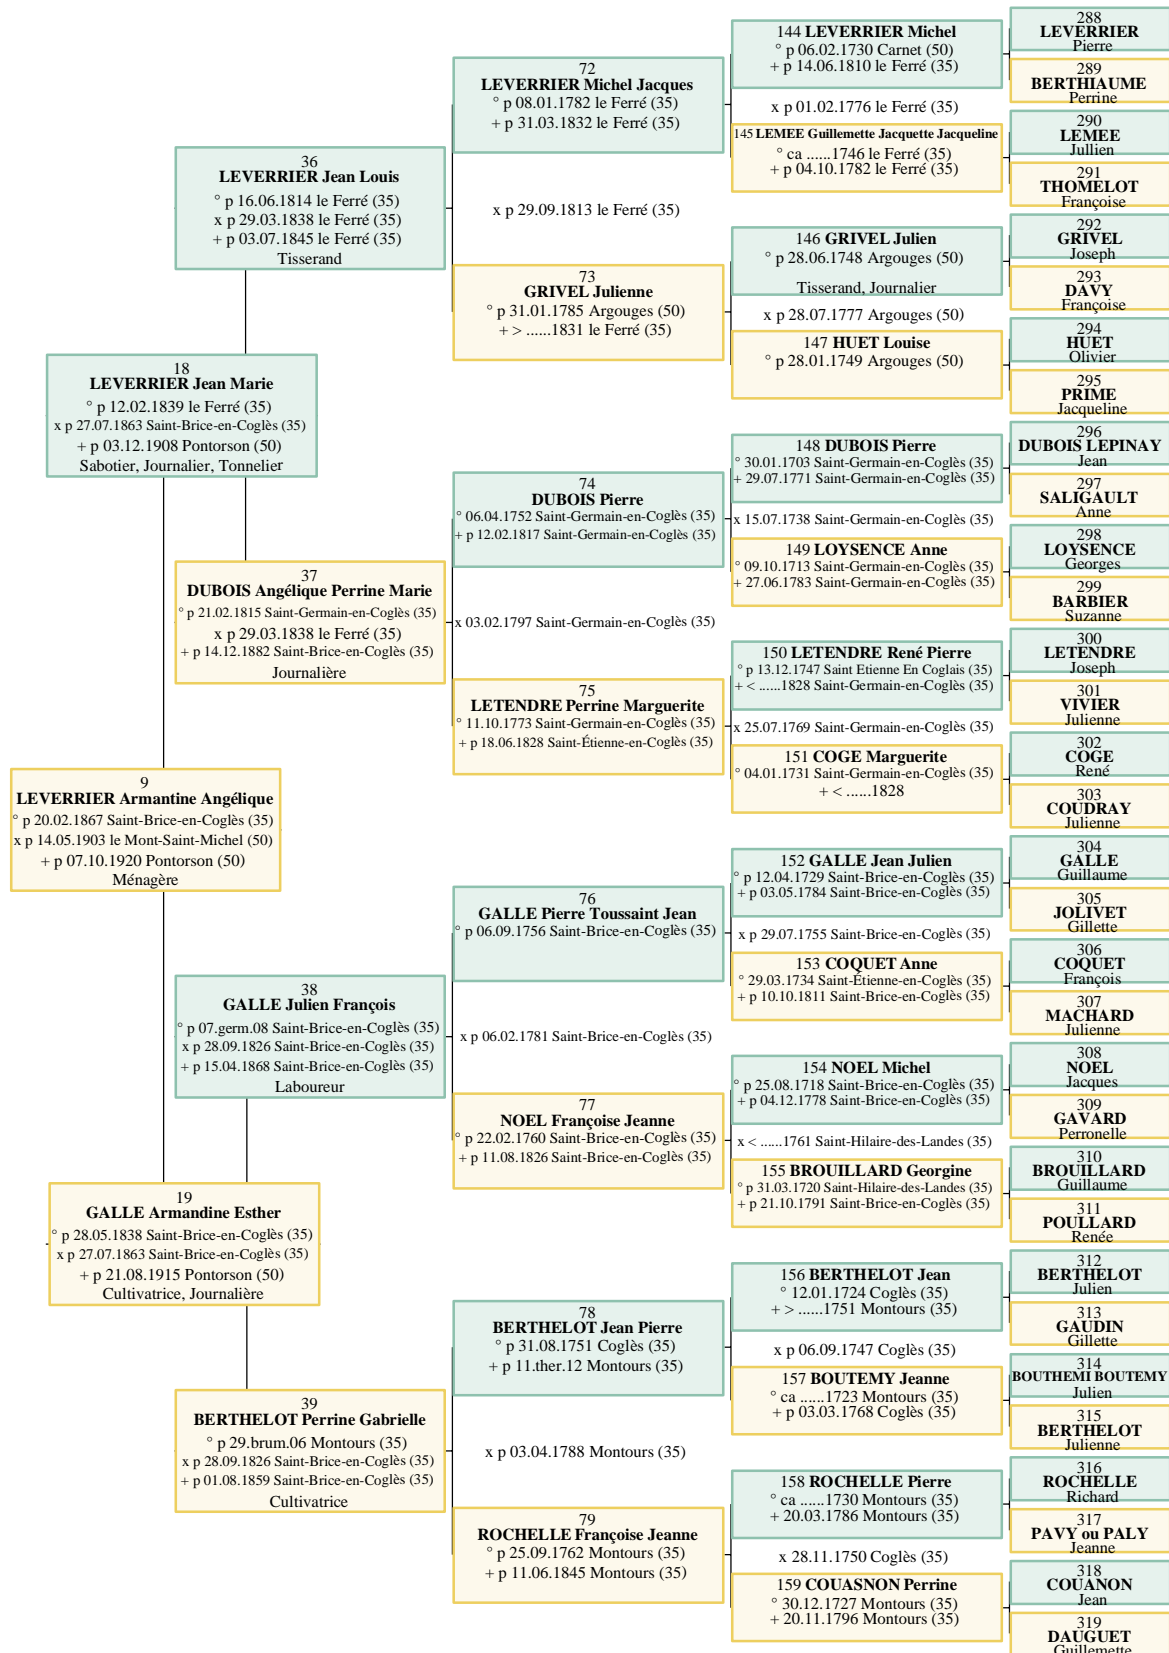 9
LEVERRIER Armantine Angélique
° p 20.02.1867 Saint-Brice-en-Coglès (35)
x p 14.05.1903 le Mont-Saint-Michel (50)
+ p 07.10.1920 Pontorson (50)
Ménagère
18
LEVERRIER Jean Marie
° p 12.02.1839 le Ferré (35)
x p 27.07.1863 Saint-Brice-en-Coglès (35)
+ p 03.12.1908 Pontorson (50)
Sabotier, Journalier, Tonnelier
19
GALLE Armandine Esther
° p 28.05.1838 Saint-Brice-en-Coglès (35)
x p 27.07.1863 Saint-Brice-en-Coglès (35)
+ p 21.08.1915 Pontorson (50)
Cultivatrice, Journalière
36
LEVERRIER Jean Louis
° p 16.06.1814 le Ferré (35)
x p 29.03.1838 le Ferré (35)
+ p 03.07.1845 le Ferré (35)
Tisserand
37
DUBOIS Angélique Perrine Marie
° p 21.02.1815 Saint-Germain-en-Coglès (35)
x p 29.03.1838 le Ferré (35)
+ p 14.12.1882 Saint-Brice-en-Coglès (35)
Journalière
38
GALLE Julien François
° p 07.germ.08 Saint-Brice-en-Coglès (35)
x p 28.09.1826 Saint-Brice-en-Coglès (35)
+ p 15.04.1868 Saint-Brice-en-Coglès (35)
Laboureur
39
BERTHELOT Perrine Gabrielle
° p 29.brum.06 Montours (35)
x p 28.09.1826 Saint-Brice-en-Coglès (35)
+ p 01.08.1859 Saint-Brice-en-Coglès (35)
Cultivatrice
72
LEVERRIER Michel Jacques
° p 08.01.1782 le Ferré (35)
+ p 31.03.1832 le Ferré (35)
x p 29.09.1813 le Ferré (35)
73
GRIVEL Julienne
° p 31.01.1785 Argouges (50)
+ > ......1831 le Ferré (35)
74
DUBOIS Pierre
° 06.04.1752 Saint-Germain-en-Coglès (35)
+ p 12.02.1817 Saint-Germain-en-Coglès (35)
x 03.02.1797 Saint-Germain-en-Coglès (35)
75
LETENDRE Perrine Marguerite
° 11.10.1773 Saint-Germain-en-Coglès (35)
+ p 18.06.1828 Saint-Étienne-en-Coglès (35)
76
GALLE Pierre Toussaint Jean
° p 06.09.1756 Saint-Brice-en-Coglès (35)
x p 06.02.1781 Saint-Brice-en-Coglès (35)
77
NOEL Françoise Jeanne
° p 22.02.1760 Saint-Brice-en-Coglès (35)
+ p 11.08.1826 Saint-Brice-en-Coglès (35)
78
BERTHELOT Jean Pierre
° p 31.08.1751 Coglès (35)
+ p 11.ther.12 Montours (35)
x p 03.04.1788 Montours (35)
79
ROCHELLE Françoise Jeanne
° p 25.09.1762 Montours (35)
+ p 11.06.1845 Montours (35)
144 LEVERRIER Michel
° p 06.02.1730 Carnet (50)
+ p 14.06.1810 le Ferré (35)
x p 01.02.1776 le Ferré (35)
145 LEMEE Guillemette Jacquette Jacqueline
° ca ......1746 le Ferré (35)
+ p 04.10.1782 le Ferré (35)
146 GRIVEL Julien
° p 28.06.1748 Argouges (50)
Tisserand, Journalier
x p 28.07.1777 Argouges (50)
147 HUET Louise
° p 28.01.1749 Argouges (50)
148 DUBOIS Pierre
° 30.01.1703 Saint-Germain-en-Coglès (35)
+ 29.07.1771 Saint-Germain-en-Coglès (35)
x 15.07.1738 Saint-Germain-en-Coglès (35)
149 LOYSENCE Anne
° 09.10.1713 Saint-Germain-en-Coglès (35)
+ 27.06.1783 Saint-Germain-en-Coglès (35)
150 LETENDRE René Pierre
° p 13.12.1747 Saint Etienne En Coglais (35)
+ < ......1828 Saint-Germain-en-Coglès (35)
x 25.07.1769 Saint-Germain-en-Coglès (35)
151 COGE Marguerite
° 04.01.1731 Saint-Germain-en-Coglès (35)
+ < ......1828
152 GALLE Jean Julien
° p 12.04.1729 Saint-Brice-en-Coglès (35)
+ p 03.05.1784 Saint-Brice-en-Coglès (35)
x p 29.07.1755 Saint-Brice-en-Coglès (35)
153 COQUET Anne
° 29.03.1734 Saint-Étienne-en-Coglès (35)
+ p 10.10.1811 Saint-Brice-en-Coglès (35)
154 NOEL Michel
° p 25.08.1718 Saint-Brice-en-Coglès (35)
+ p 04.12.1778 Saint-Brice-en-Coglès (35)
x < ......1761 Saint-Hilaire-des-Landes (35)
155 BROUILLARD Georgine
° p 31.03.1720 Saint-Hilaire-des-Landes (35)
+ p 21.10.1791 Saint-Brice-en-Coglès (35)
156 BERTHELOT Jean
° 12.01.1724 Coglès (35)
+ > ......1751 Montours (35)
x p 06.09.1747 Coglès (35)
157 BOUTEMY Jeanne
° ca ......1723 Montours (35)
+ p 03.03.1768 Coglès (35)
158 ROCHELLE Pierre
° ca ......1730 Montours (35)
+ 20.03.1786 Montours (35)
x 28.11.1750 Coglès (35)
159 COUASNON Perrine
° 30.12.1727 Montours (35)
+ 20.11.1796 Montours (35)
288
LEVERRIER
Pierre
289
BERTHIAUME
Perrine
290
LEMEE
Jullien
291
THOMELOT
Françoise
292
GRIVEL
Joseph
293
DAVY
Françoise
294
HUET
Olivier
295
PRIME
Jacqueline
296
DUBOIS LEPINAY
Jean
297
SALIGAULT
Anne
298
LOYSENCE
Georges
299
BARBIER
Suzanne
300
LETENDRE
Joseph
301
VIVIER
Julienne
302
COGE
René
303
COUDRAY
Julienne
304
GALLE
Guillaume
305
JOLIVET
Gillette
306
COQUET
François
307
MACHARD
Julienne
308
NOEL
Jacques
309
GAVARD
Perronelle
310
BROUILLARD
Guillaume
311
POULLARD
Renée
312
BERTHELOT
Julien
313
GAUDIN
Gillette
314
BOUTHEMI BOUTEMY
Julien
315
BERTHELOT
Julienne
316
ROCHELLE
Richard
317
PAVY ou PALY
Jeanne
318
COUANON
Jean
319
DAUGUET
Guillemette